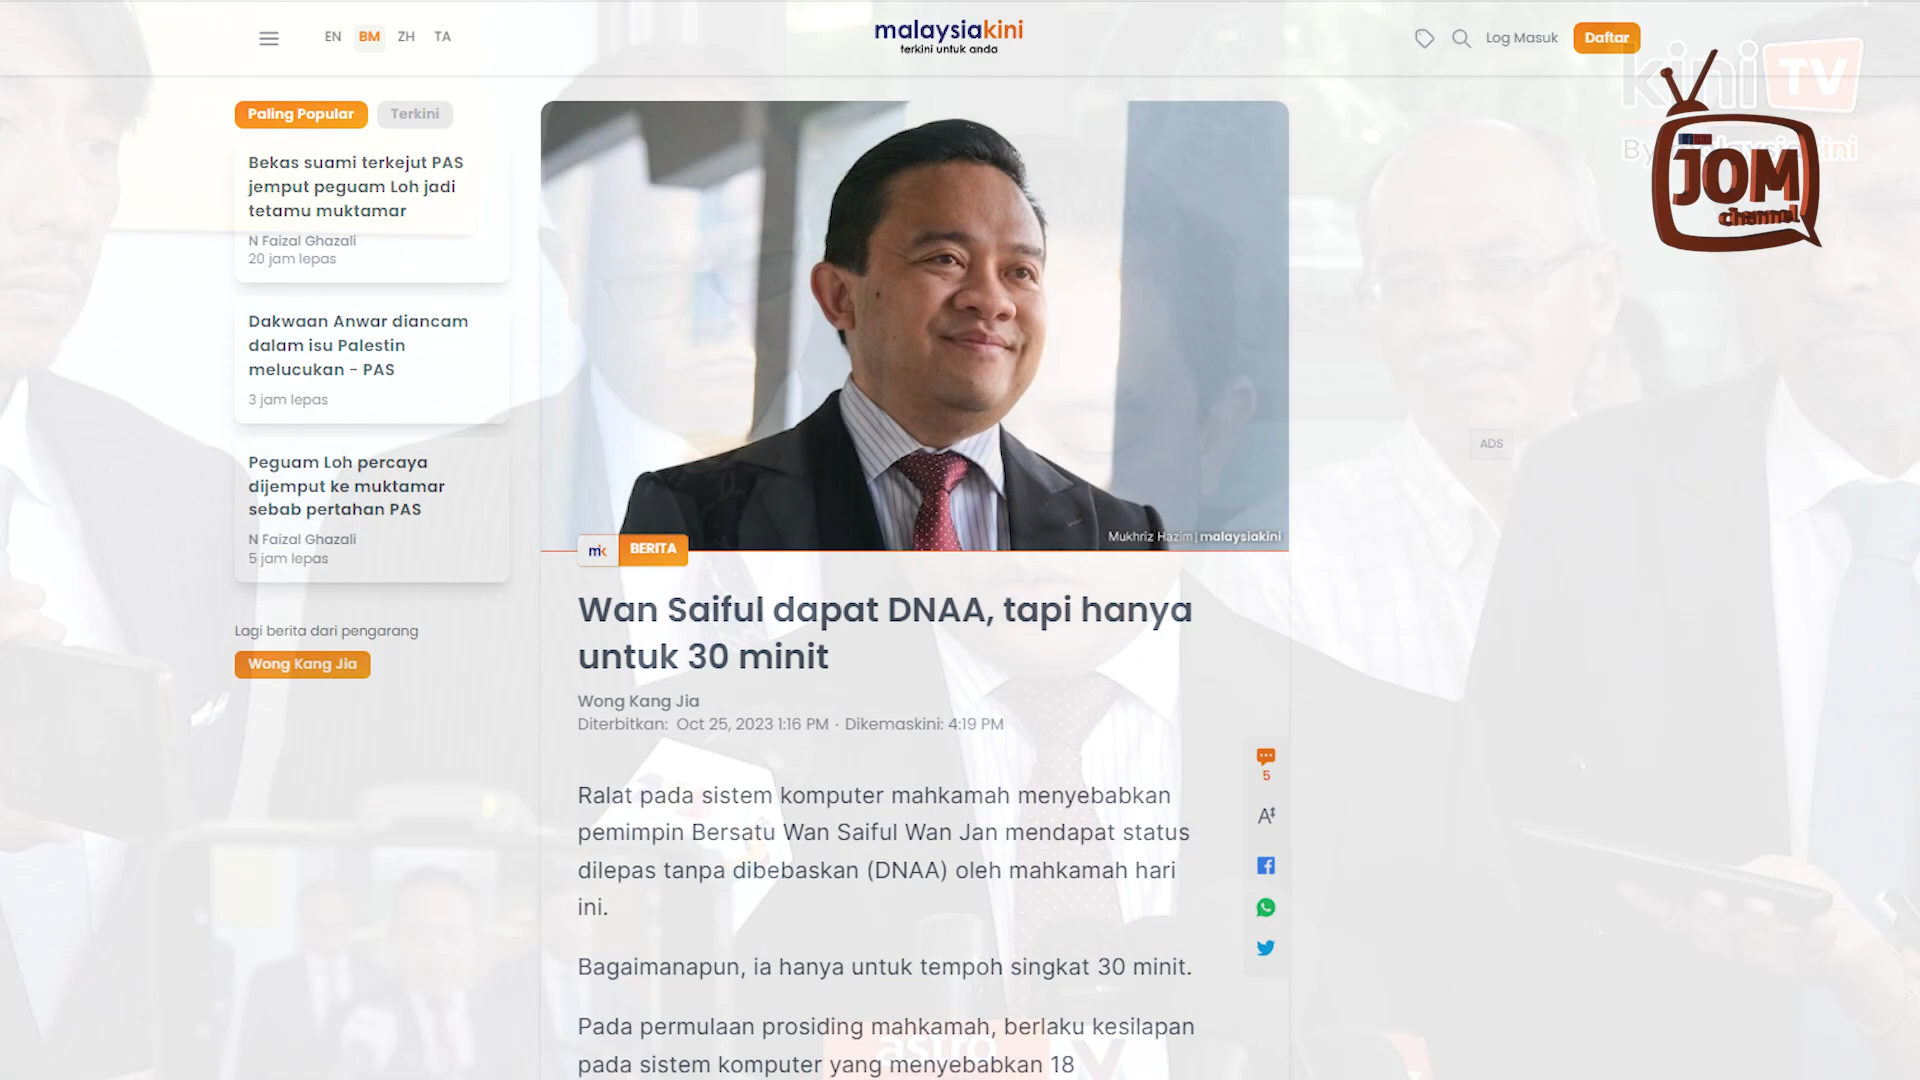 EN BM ZH TA
malaysiakini
terkini untuk anda
Log Masuk
Daftar
kini TV
By malaysiakini
JOM
channel
Paling Popular
Terkini
Bekas suami terkejut PAS
jemput peguam Loh jadi
tetamu muktamar
N Faizal Ghazali
20 jam lepas
Dakwaan Anwar diancam
dalam isu Palestin
melucukan - PAS
3 jam lepas
Peguam Loh percaya
dijemput ke muktamar
sebab pertahan PAS
N Faizal Ghazali
5 jam lepas
Lagi berita dari pengarang
Wong Kang Jia
Mukhriz Hazim | malaysiakini
mk BERITA
Wan Saiful dapat DNAA, tapi hanya
untuk 30 minit
Wong Kang Jia
Diterbitkan: Oct 25, 2023 1:16 PM · Dikemaskini: 4:19 PM
Ralat pada sistem komputer mahkamah menyebabkan
pemimpin Bersatu Wan Saiful Wan Jan mendapat status
dilepas tanpa dibebaskan (DNAA) oleh mahkamah hari
ini.
Bagaimanapun, ia hanya untuk tempoh singkat 30 minit.
Pada permulaan prosiding mahkamah, berlaku kesilapan
pada sistem komputer yang menyebabkan 18
astro
5
A
ADS